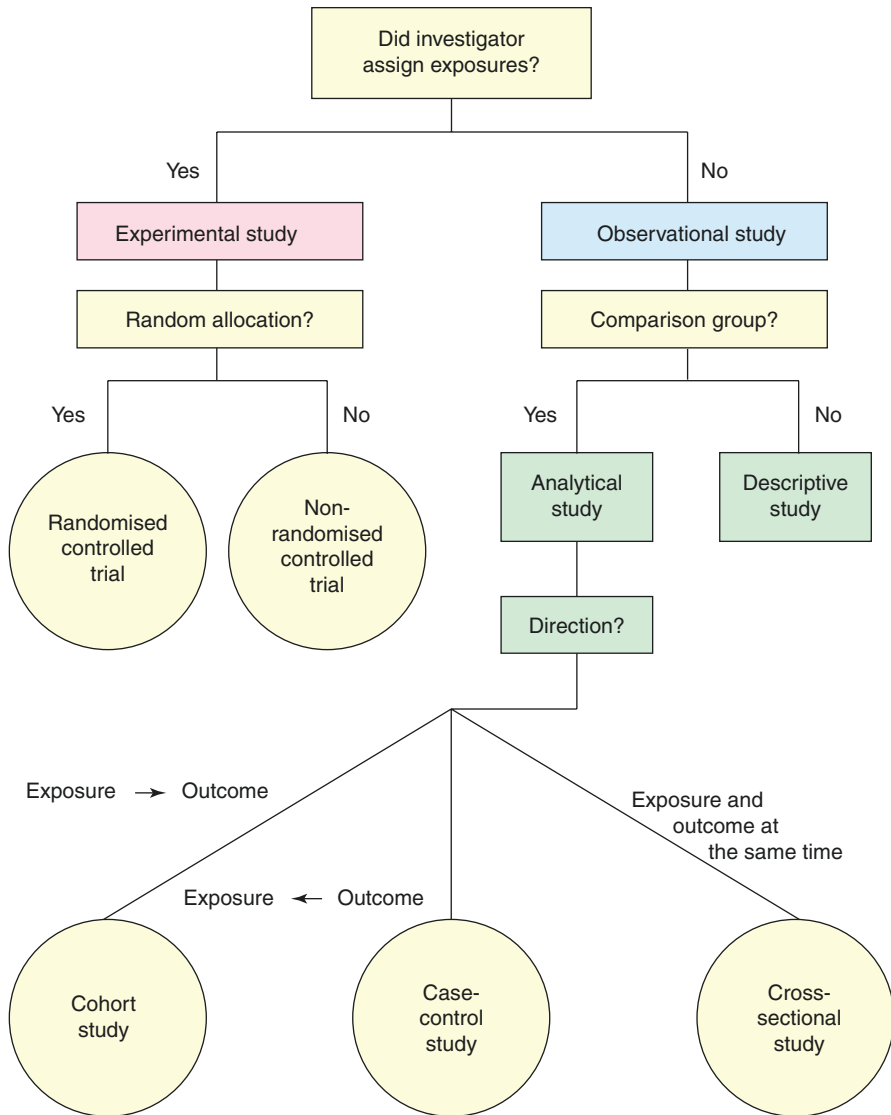 Did investigator
assign exposures?
Yes
No
Experimental study
Observational study
Random allocation?
Comparison group?
Yes
No
Yes
No
Randomised
controlled
trial
Non-
randomised
controlled
trial
Analytical
study
Descriptive
study
Direction?
Exposure → Outcome
Exposure and
outcome at
the same time
Exposure ← Outcome
Cohort
study
Case-
control
study
Cross-
sectional
study